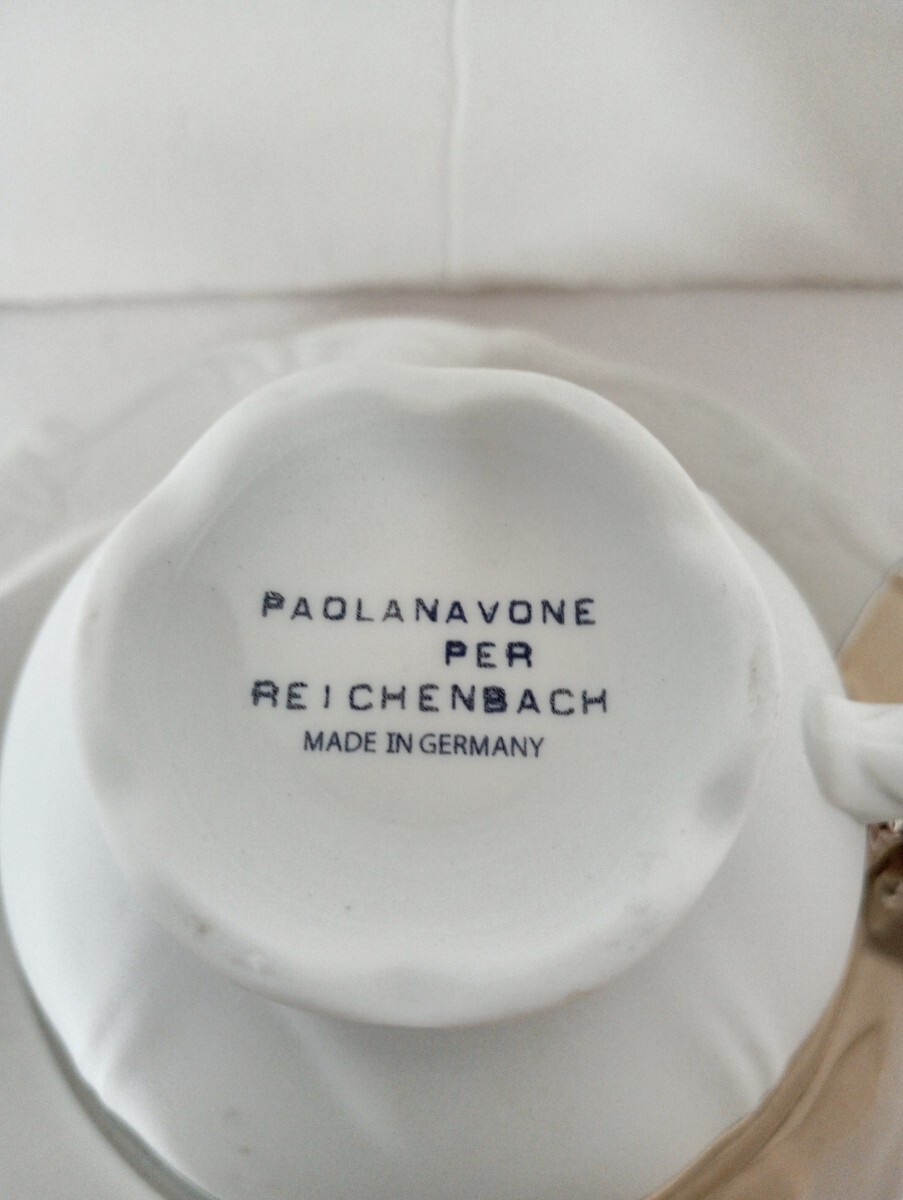 PAOLANAVONE
PER
REICHENBACH
MADE IN GERMANY